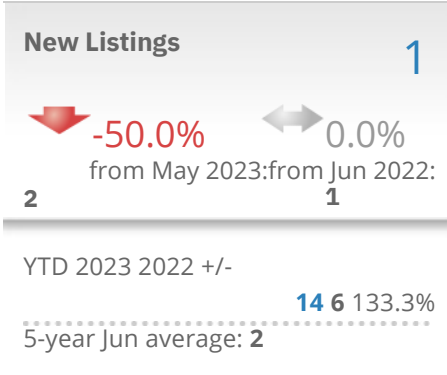 New Listings
1
-50.0% 0.0%
from May 2023:from Jun 2022:
2 1
YTD 2023 2022 +/-
14 6 133.3%
5-year Jun average: 2